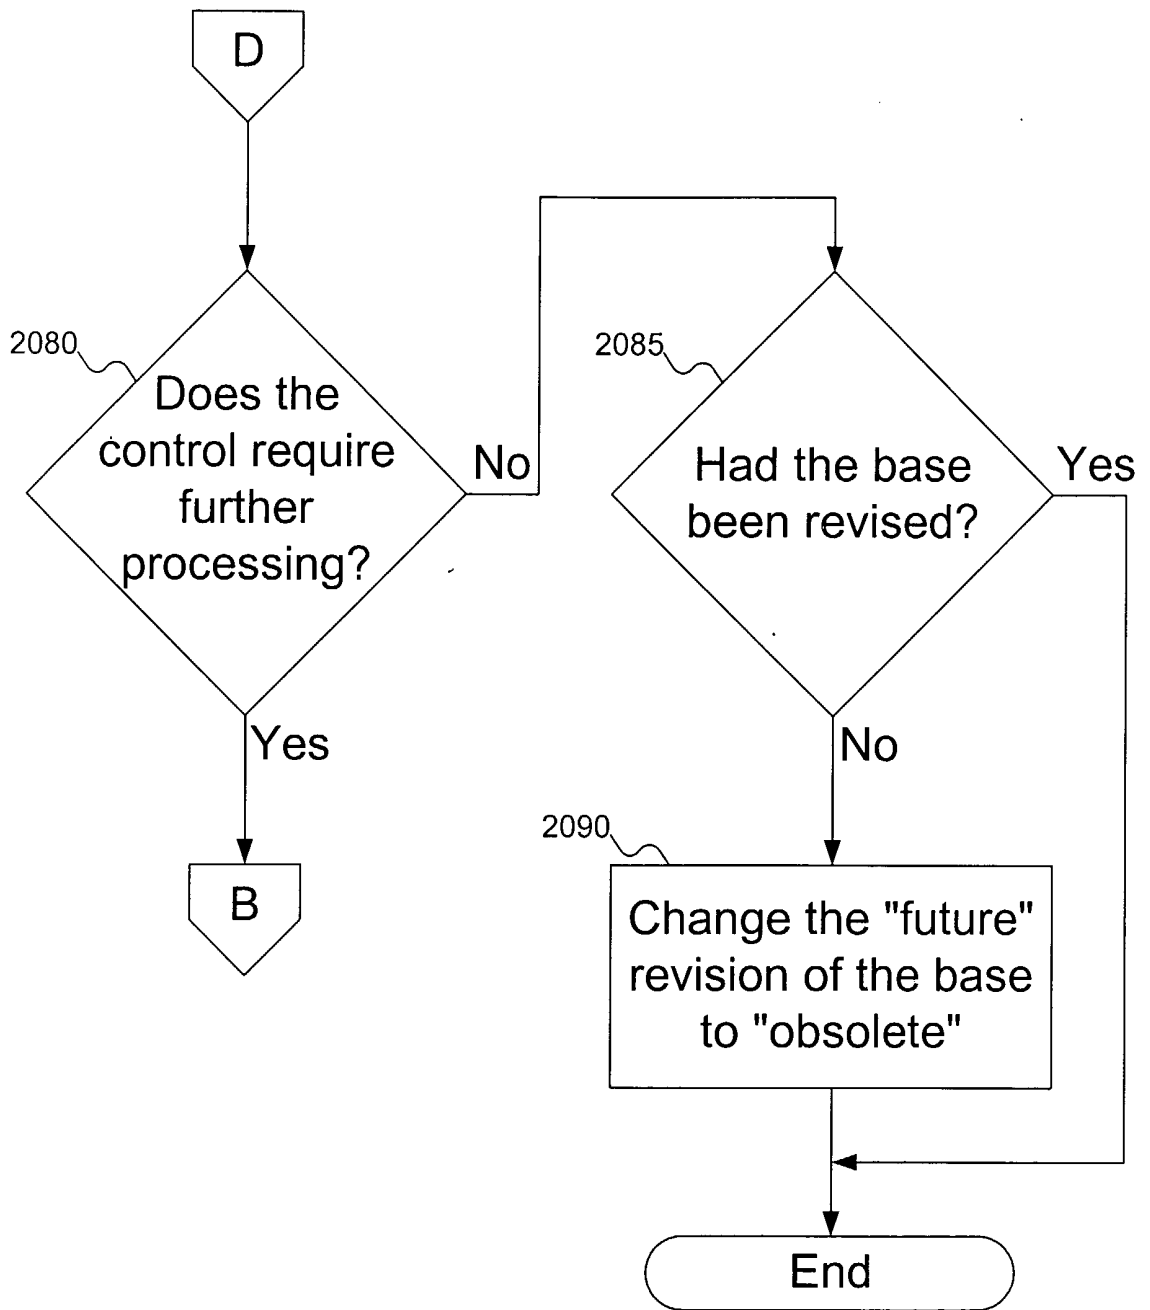 D
2080
Does the
control require
further
processing?
No
Yes
B
2085
Had the base
been revised?
Yes
No
2090
Change the "future"
revision of the base
to "obsolete"
End